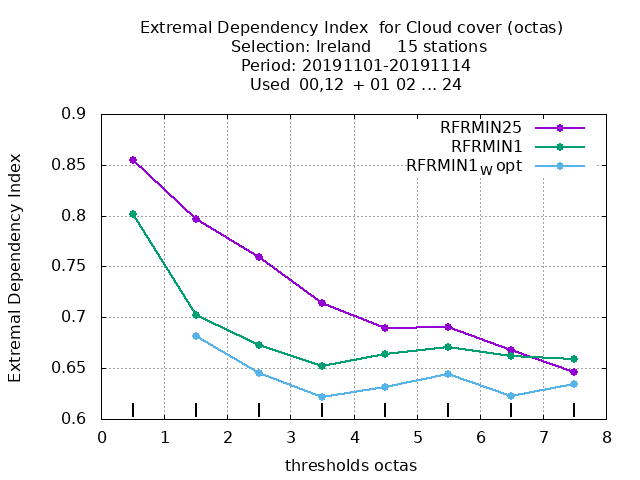 Extremal Dependency Index  for Cloud cover (octas)
Selection: Ireland     15 stations
Period: 20191101-20191114
Used  00,12  + 01 02 ... 24
RFRMIN25
RFRMIN1
RFRMIN1W opt
Extremal Dependency Index
0.9
0.85
0.8
0.75
0.7
0.65
0.6
0 1 2 3 4 5 6 7 8
thresholds octas